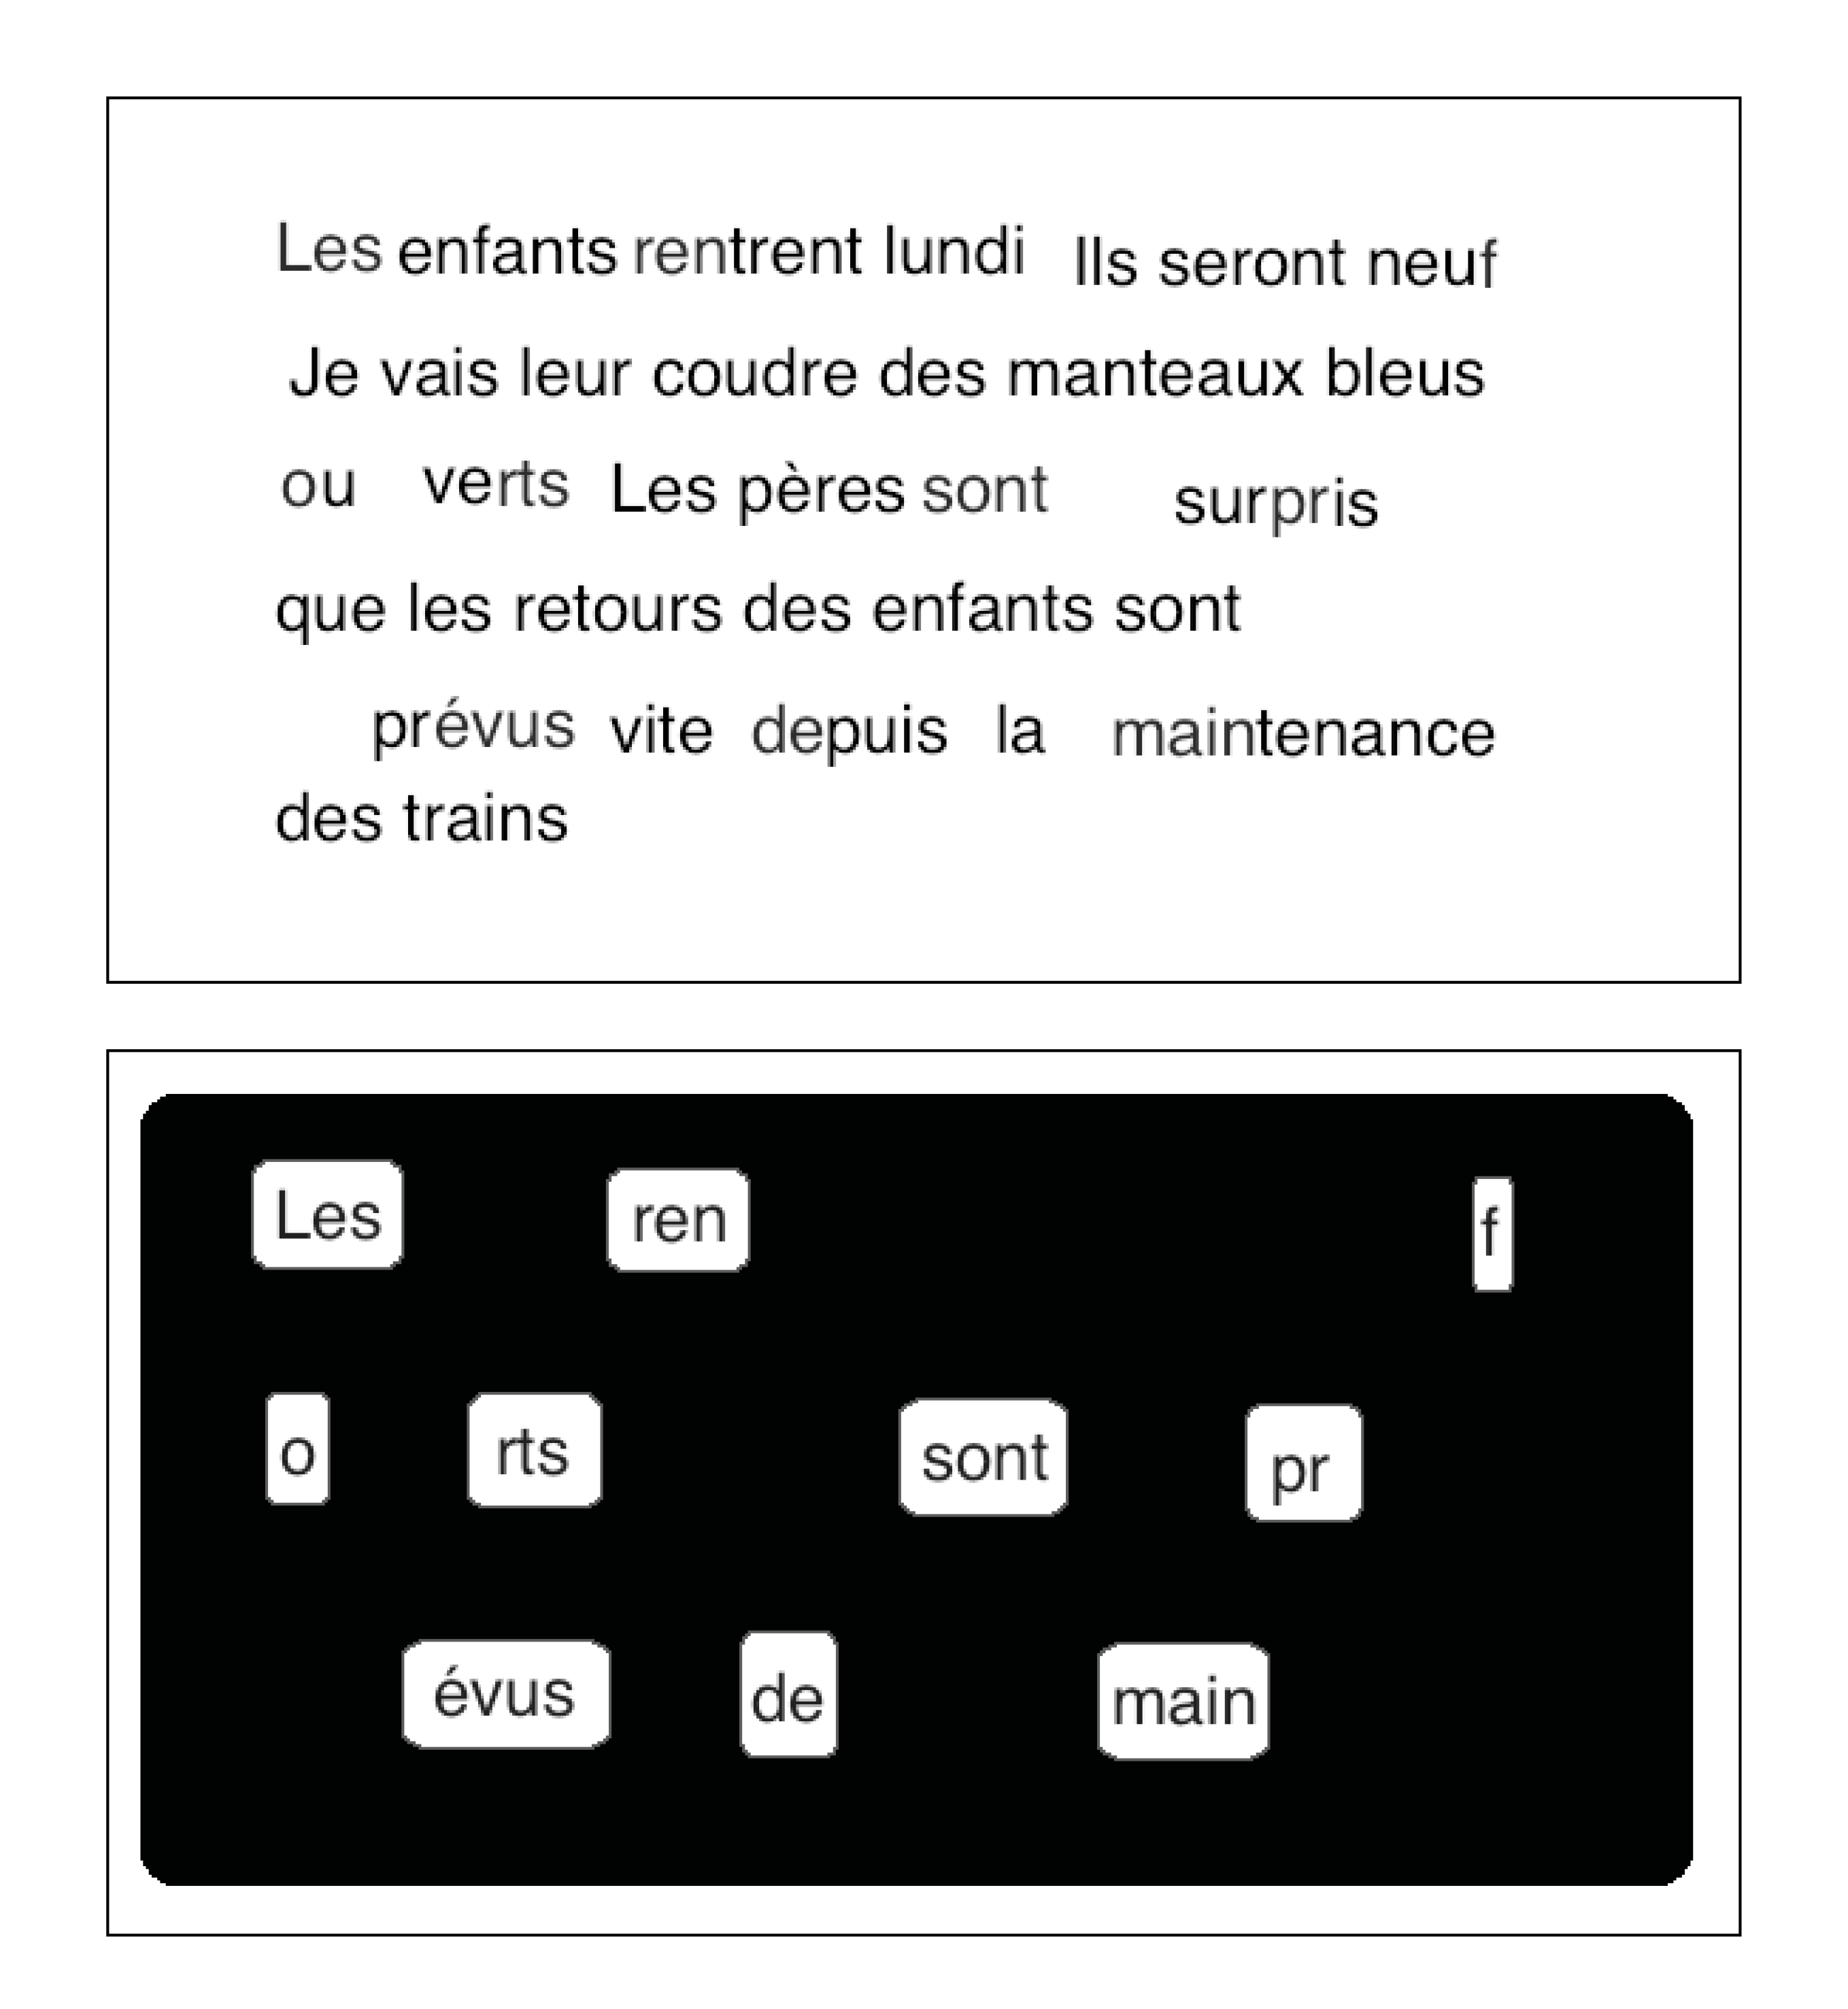 Les enfants rentrent lundi Ils seront neuf
Je vais leur coudre des manteaux bleus
ou verts Les pères sont surpris
que les retours des enfants sont
prévus vite depuis la maintenance
des trains
Les ren f
o rts sont pr
évus de main